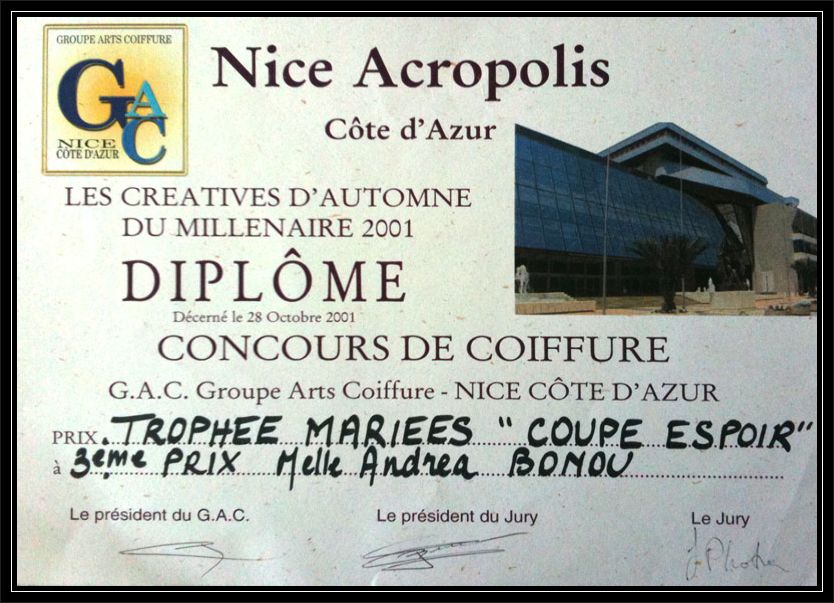 GROUPE ARTS COIFFURE
GAC
NICE
CÔTE D'AZUR
Nice Acropolis
Côte d'Azur
LES CREATIVES D'AUTOMNE
DU MILLENAIRE 2001
DIPLÔME
Décerné le 28 Octobre 2001
CONCOURS DE COIFFURE
G.A.C. Groupe Arts Coiffure - NICE CÔTE D'AZUR
PRIX TROPHEE MARIEES " COUPE ESPOIR"
à 3eme PRIX Melle Andrea BONOU
Le président du G.A.C. Le président du Jury Le Jury